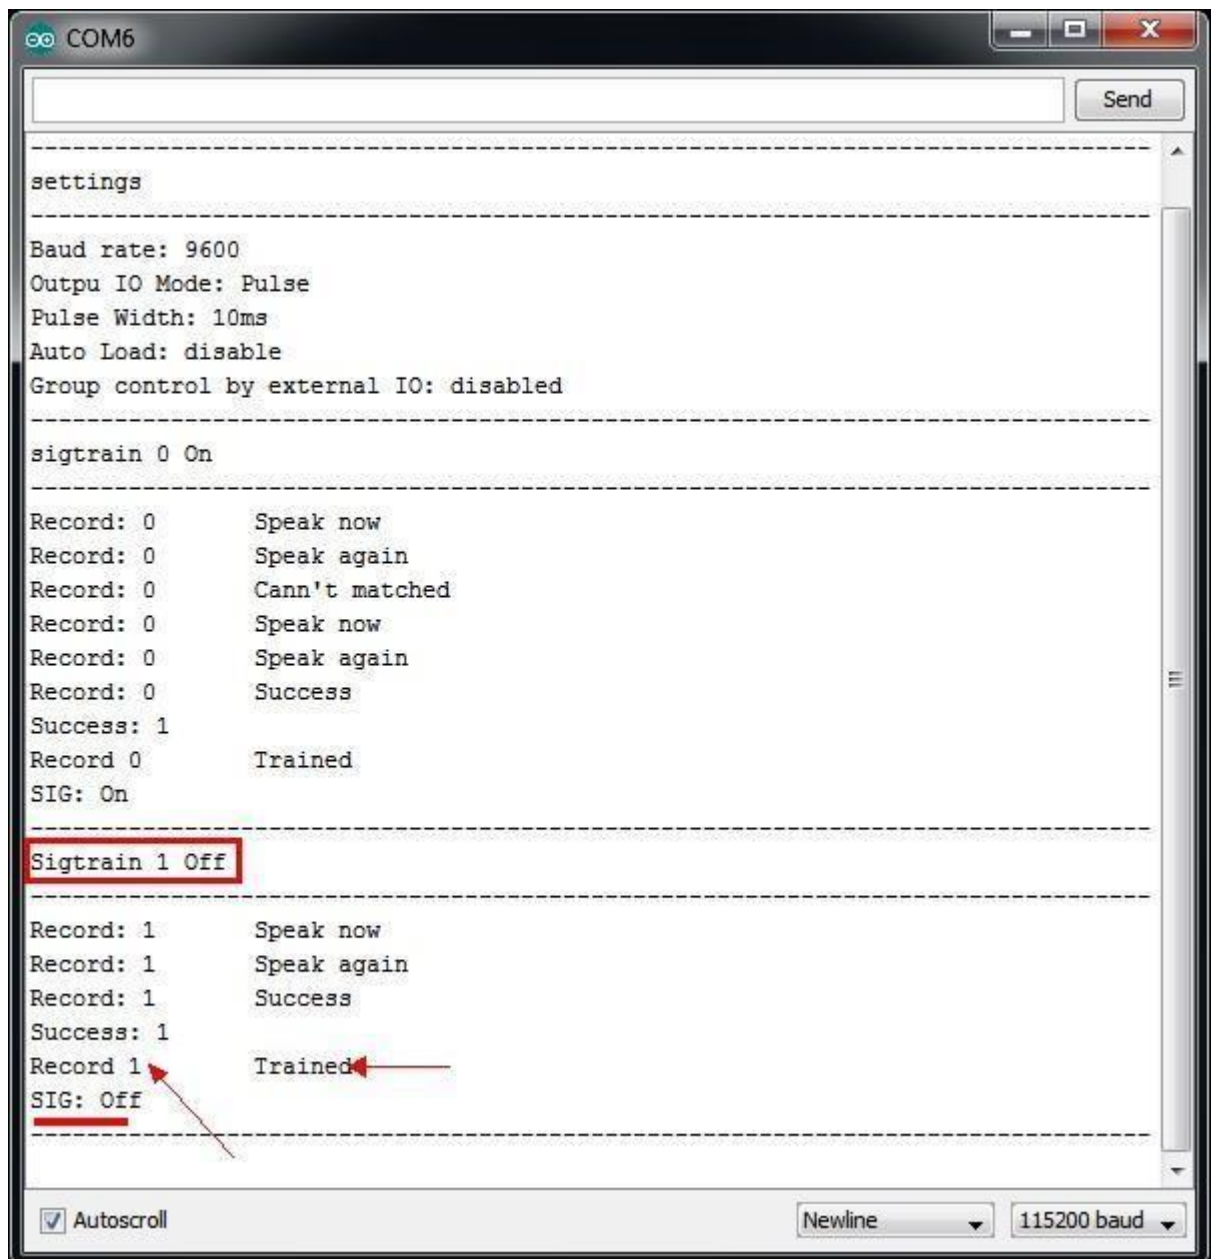 COM6
Send
--------------------------------------------------------------------------------
settings
--------------------------------------------------------------------------------
Baud rate: 9600
Outpu IO Mode: Pulse
Pulse Width: 10ms
Auto Load: disable
Group control by external IO: disabled
--------------------------------------------------------------------------------
sigtrain 0 On
--------------------------------------------------------------------------------
Record: 0 Speak now
Record: 0 Speak again
Record: 0 Cann't matched
Record: 0 Speak now
Record: 0 Speak again
Record: 0 Success
Success: 1
Record 0 Trained
SIG: On
--------------------------------------------------------------------------------
Sigtrain 1 Off
--------------------------------------------------------------------------------
Record: 1 Speak now
Record: 1 Speak again
Record: 1 Success
Success: 1
Record 1 Trained
SIG: Off
--------------------------------------------------------------------------------
Autoscroll
Newline
115200 baud